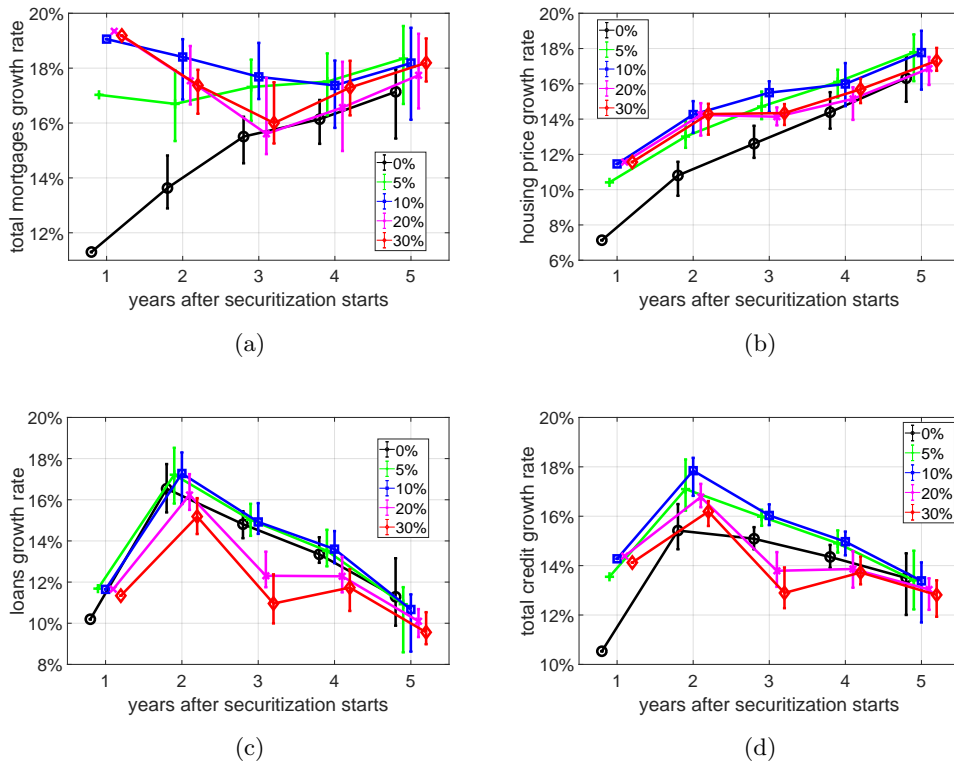 20%
18%
16%
14%
12%
total mortgages growth rate
0%
5%
10%
20%
30%
1 2 3 4 5
years after securitization starts
(a)
20%
18%
16%
14%
12%
10%
8%
6%
housing price growth rate
0%
5%
10%
20%
30%
1 2 3 4 5
years after securitization starts
(b)
20%
18%
16%
14%
12%
10%
8%
loans growth rate
0%
5%
10%
20%
30%
1 2 3 4 5
years after securitization starts
(c)
20%
18%
16%
14%
12%
10%
total credit growth rate
0%
5%
10%
20%
30%
1 2 3 4 5
years after securitization starts
(d)